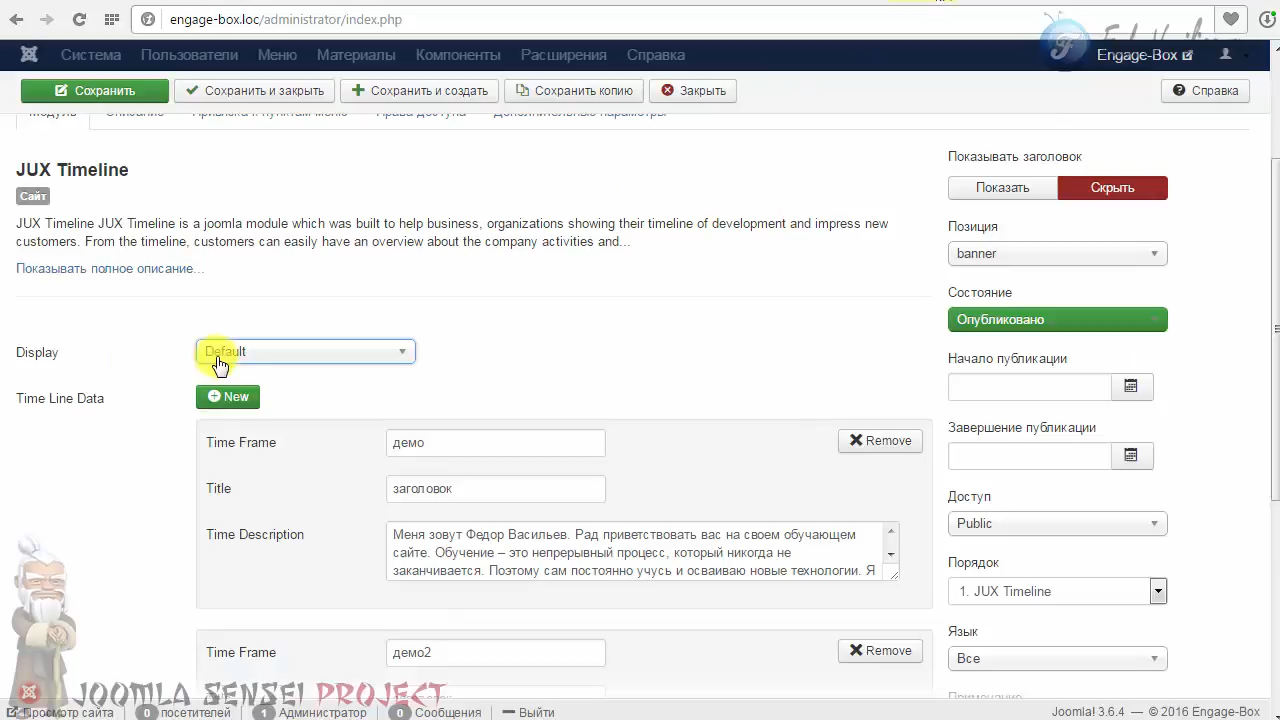 engage-box.loc/administrator/index.php
Система Пользователи Меню Материалы Компоненты Расширения Справка Engage-Box
Сохранить Сохранить и закрыть Сохранить и создать Сохранить копию Закрыть Справка
Модуль Описание Права доступа Дополнительные параметры
JUX Timeline
Сайт
JUX Timeline JUX Timeline is a joomla module which was built to help business, organizations showing their timeline of development and impress new
customers. From the timeline, customers can easily have an overview about the company activities and...
Показывать полное описание...
Display Default
Time Line Data New
Time Frame демо Remove
Title заголовок
Time Description Меня зовут Федор Васильев. Рад приветствовать вас на своем обучающем
сайте. Обучение – это непрерывный процесс, который никогда не
заканчивается. Поэтому сам постоянно учусь и осваиваю новые технологии. Я
Time Frame демо2 Remove
Показывать заголовок
Показать Скрыть
Позиция
banner
Состояние
Опубликовано
Начало публикации
Завершение публикации
Доступ
Public
Порядок
1. JUX Timeline
Язык
Все
Примечание
JOOMLA SENSEI PROJECT
Просмотр сайта 0 посетителей 1 Администратор 0 Сообщения Выйти Joomla! 3.6.4 — © 2016 Engage-Box